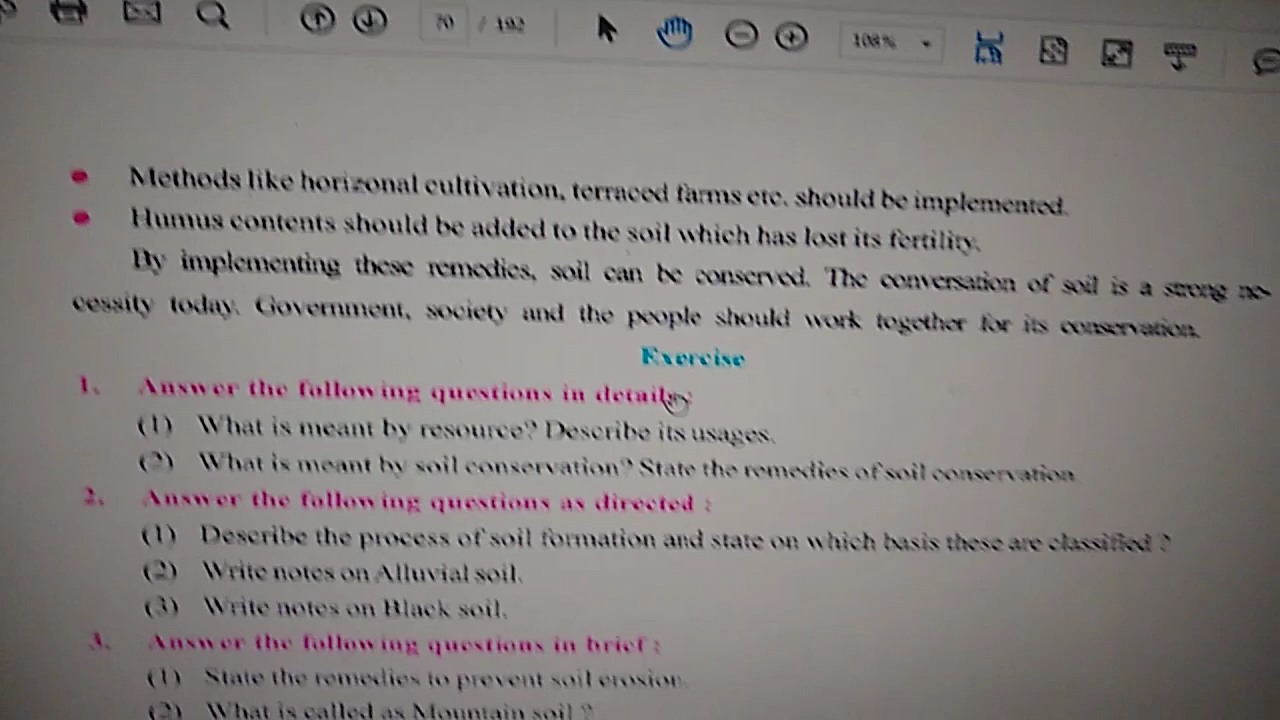 70 / 192
108%
Methods like horizonal cultivation, terraced farms etc. should be implemented.
Humus contents should be added to the soil which has lost its fertility.
By implementing these remedies, soil can be conserved. The conversation of soil is a strong ne-
cessity today. Government, society and the people should work together for its conservation.
Exercise
1. Answer the following questions in detail :
(1) What is meant by resource? Describe its usages.
(2) What is meant by soil conservation? State the remedies of soil conservation
2. Answer the following questions as directed :
(1) Describe the process of soil formation and state on which basis these are classified ?
(2) Write notes on Alluvial soil.
(3) Write notes on Black soil.
3. Answer the following questions in brief :
(1) State the remedies to prevent soil erosion.
(2) What is called as Mountain soil ?